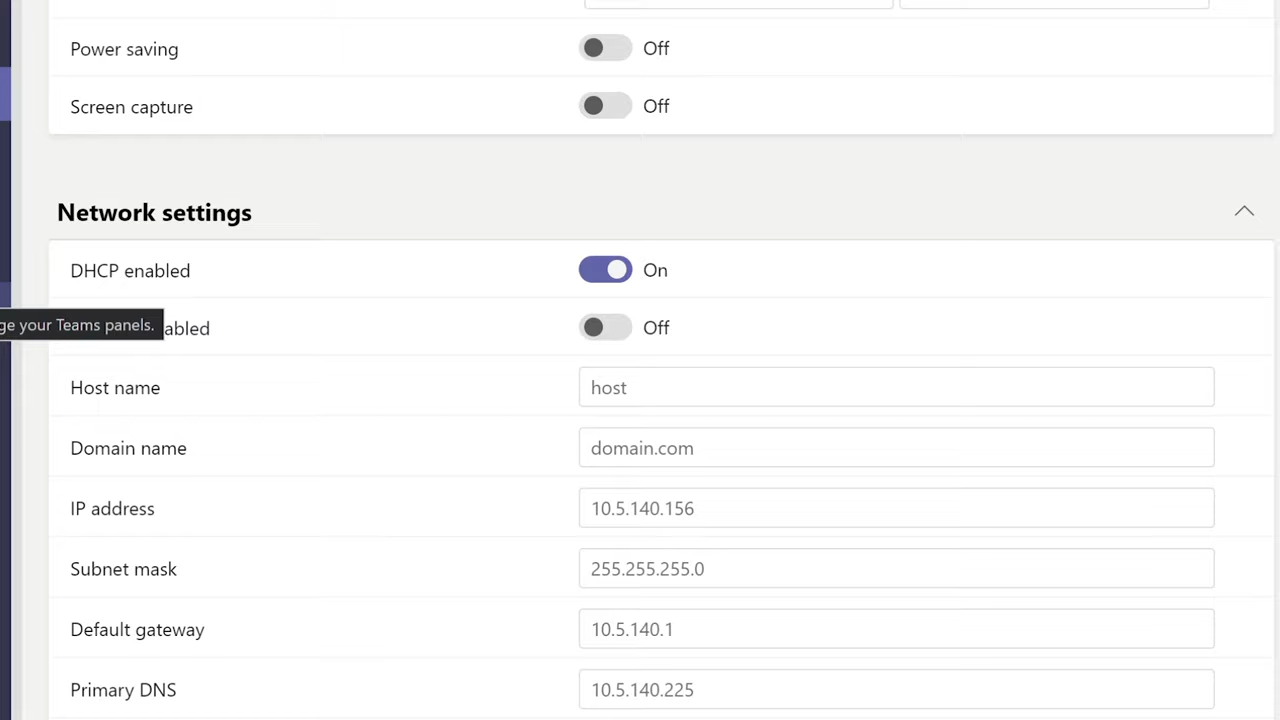 Power saving
Off
Screen capture
Off
Network settings
DHCP enabled
On
ge your Teams panels.
abled
Off
Host name
host
Domain name
domain.com
IP address
10.5.140.156
Subnet mask
255.255.255.0
Default gateway
10.5.140.1
Primary DNS
10.5.140.225